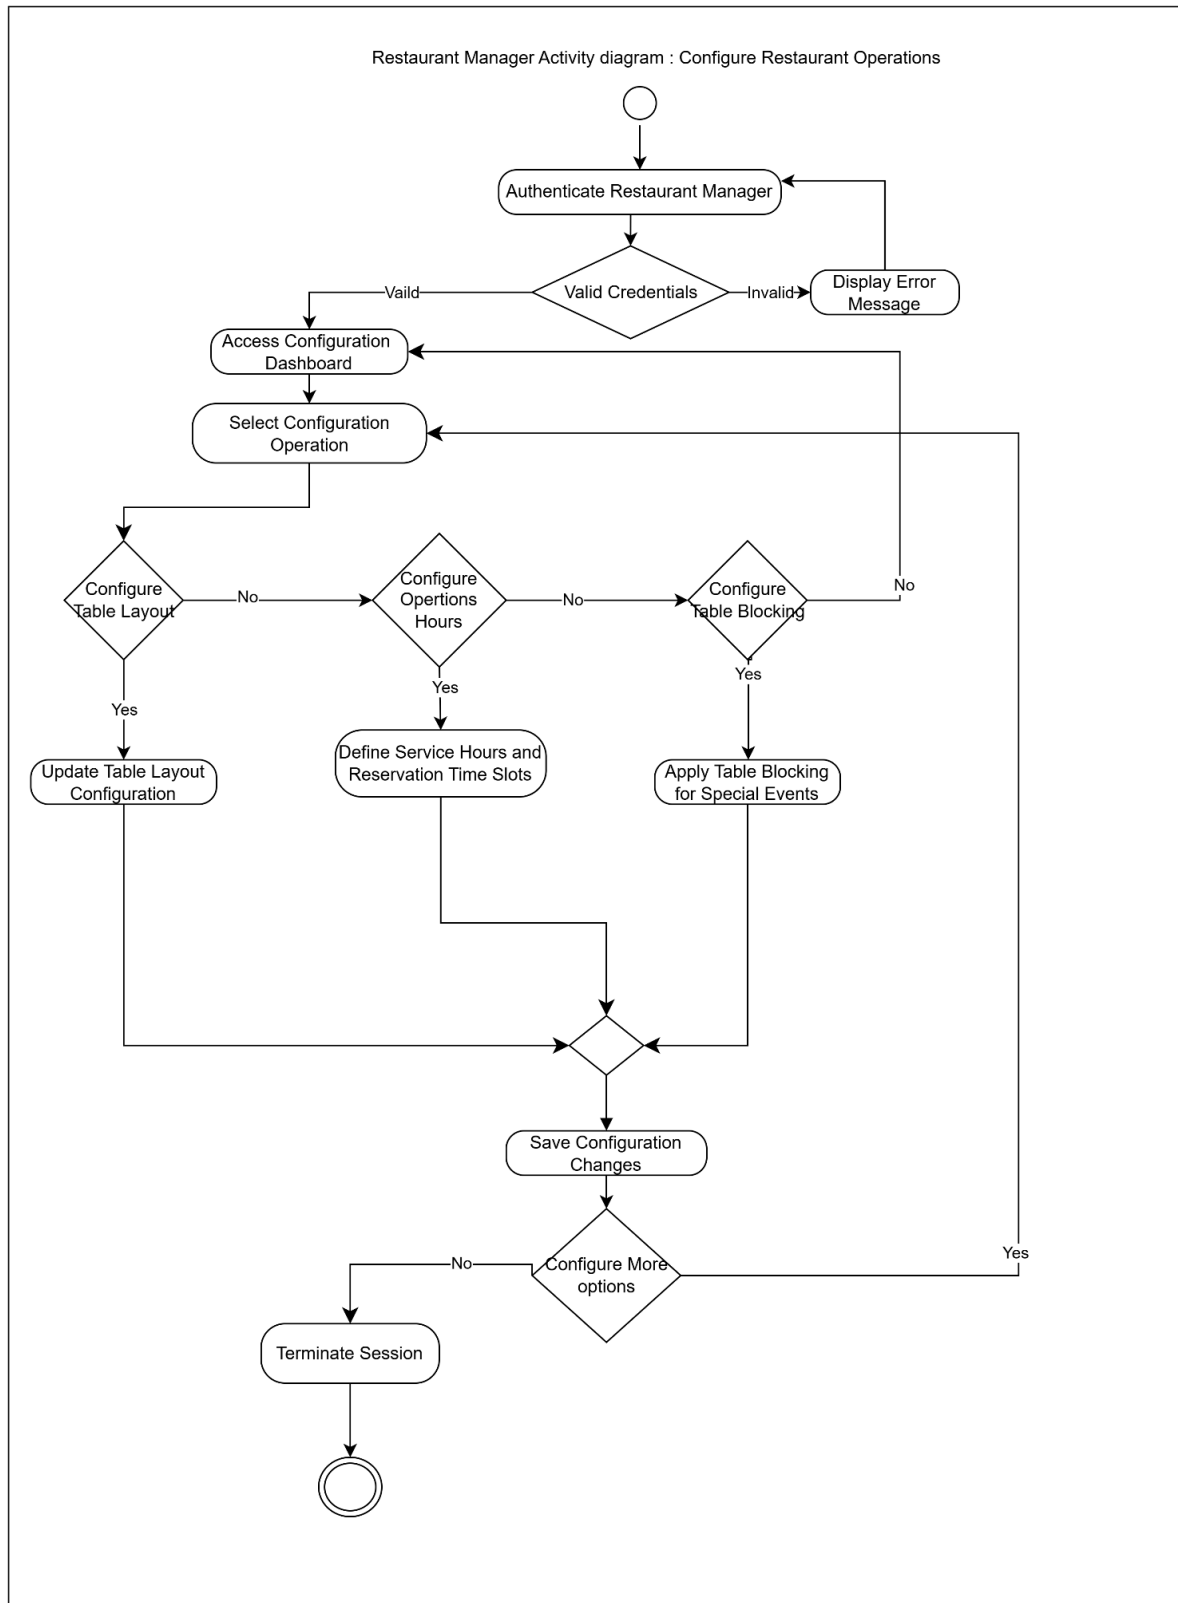 Restaurant Manager Activity diagram : Configure Restaurant Operations
Authenticate Restaurant Manager
Valid Credentials
Vaild
Invalid
Display Error
Message
Access Configuration
Dashboard
Select Configuration
Operation
Configure
Table Layout
No
Configure
Opertions
Hours
No
Configure
Table Blocking
No
Yes
Yes
Yes
Update Table Layout
Configuration
Define Service Hours and
Reservation Time Slots
Apply Table Blocking
for Special Events
Save Configuration
Changes
Configure More
options
No
Yes
Terminate Session